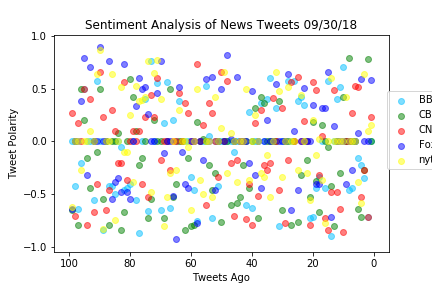 Sentiment Analysis of News Tweets 09/30/18
Tweet Polarity
1.0
0.5
0.0
−0.5
−1.0
100
80
60
40
20
0
Tweets Ago
BB
CB
CN
Fo
nyt